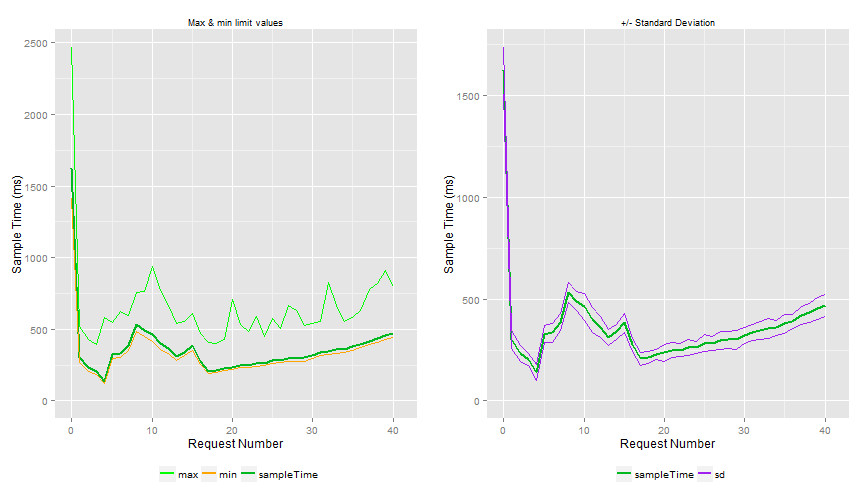 Max & min limit values
Sample Time (ms)
2500
2000
1500
1000
500
0
0 10 20 30 40
Request Number
max min sampleTime
+/- Standard Deviation
Sample Time (ms)
1500
1000
500
0
0 10 20 30 40
Request Number
sampleTime sd